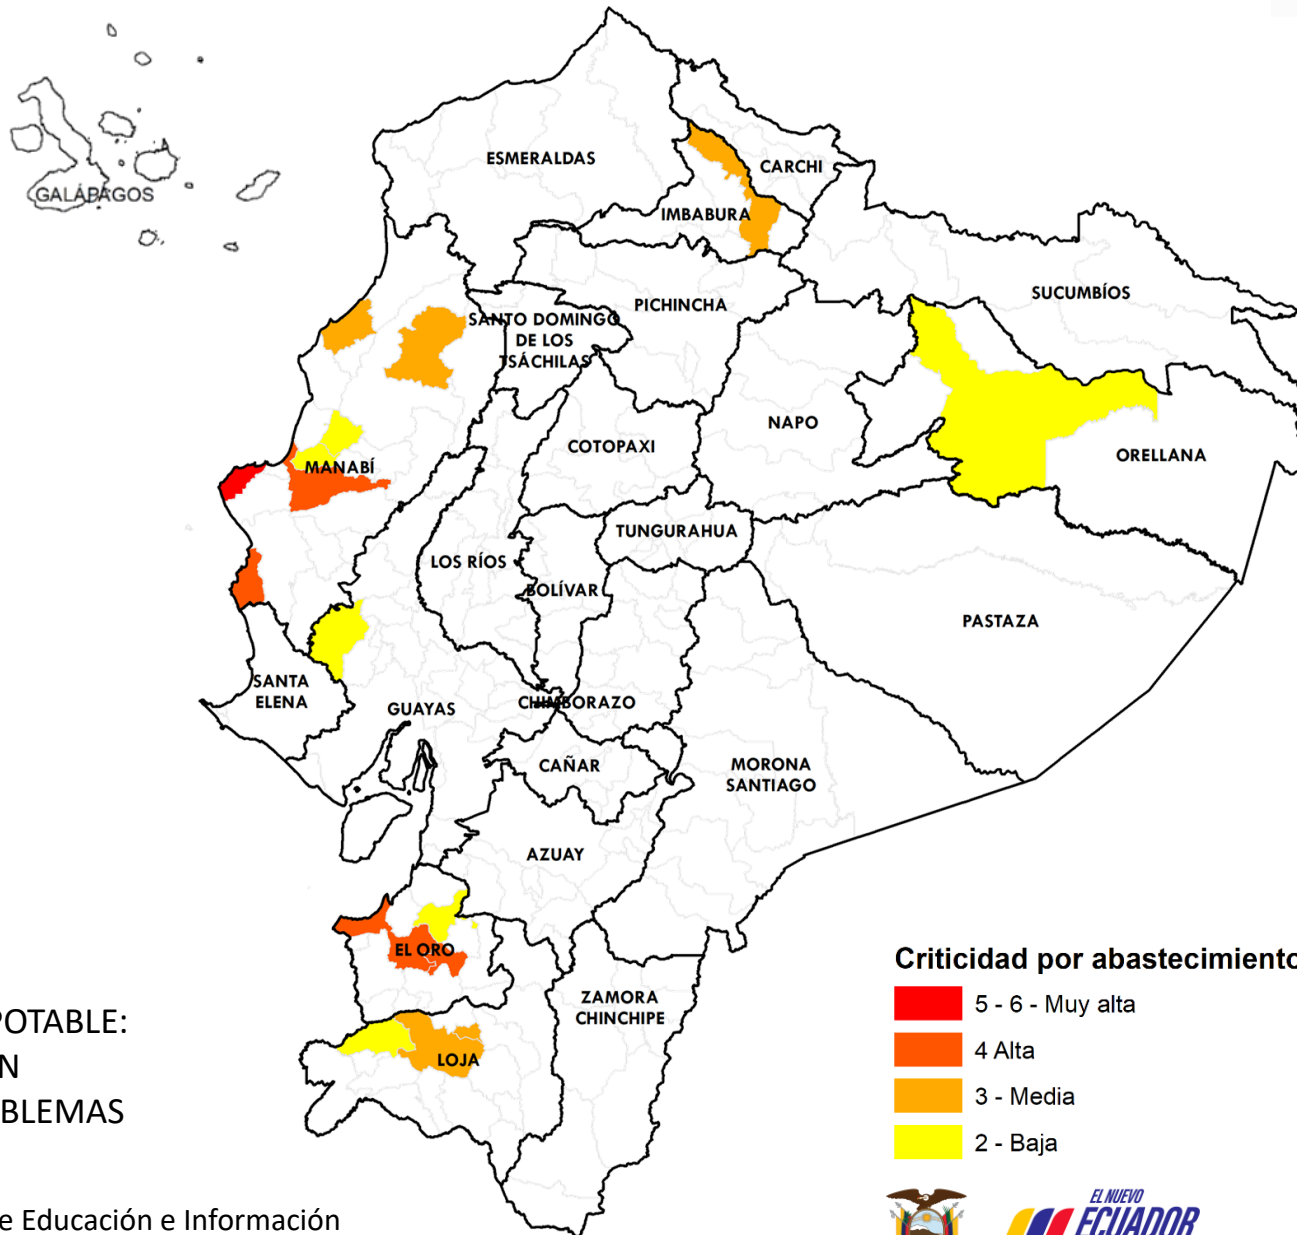 GALÁPAGOS
ESMERALDAS
CARCHI
IMBABURA
SUCUMBÍOS
PICHINCHA
SANTO DOMINGO
DE LOS
TSÁCHILAS
NAPO
COTOPAXI
ORELLANA
MANABÍ
TUNGURAHUA
LOS RÍOS
BOLÍVAR
PASTAZA
SANTA
ELENA
GUAYAS
CHIMBORAZO
CAÑAR
MORONA
SANTIAGO
AZUAY
EL ORO
ZAMORA
CHINCHIPE
LOJA
Criticidad por abastecimiento
5 - 6 - Muy alta
4 Alta
3 - Media
2 - Baja
POTABLE:
N
BLEMAS
e Educación e Información
EL NUEVO
ECUADOR